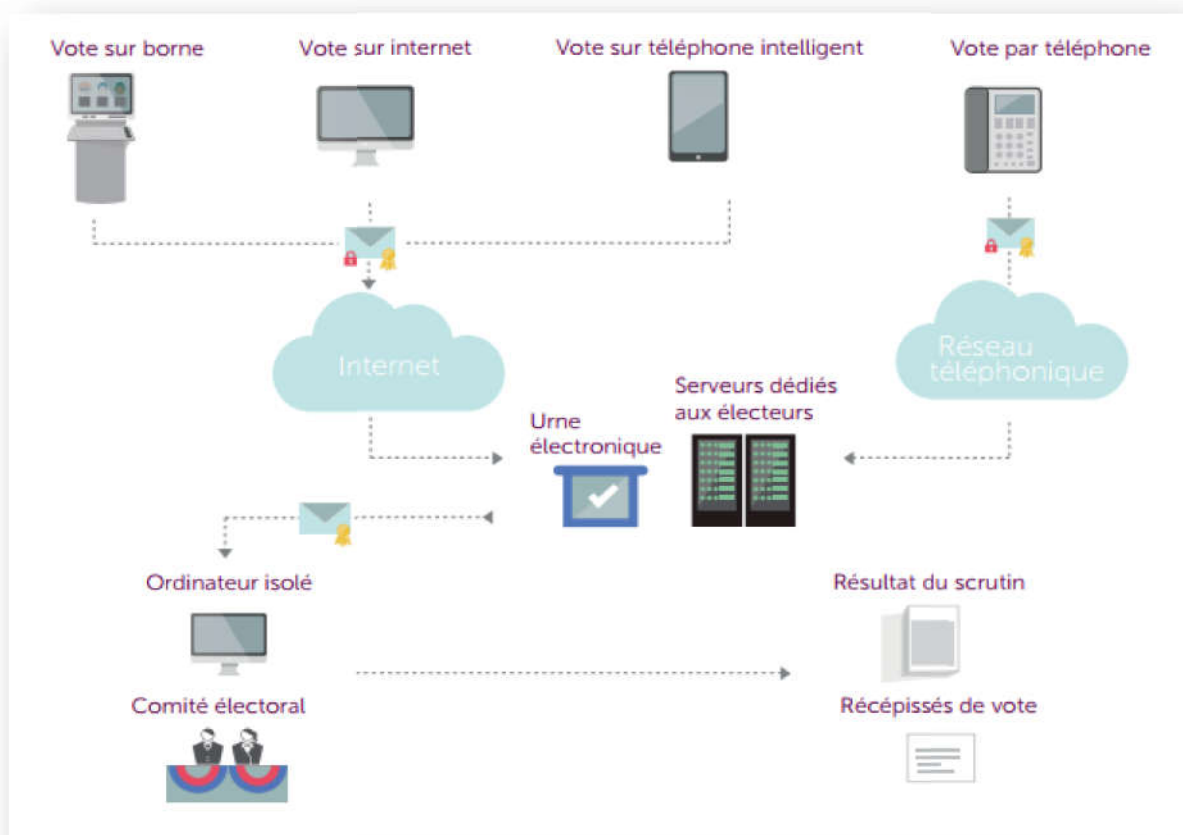 Vote sur borne
Vote sur internet
Vote sur téléphone intelligent
Vote par téléphone
Internet
Réseau
téléphonique
Serveurs dédiés
aux électeurs
Urne
électronique
Ordinateur isolé
Résultat du scrutin
Comité électoral
Récépissés de vote